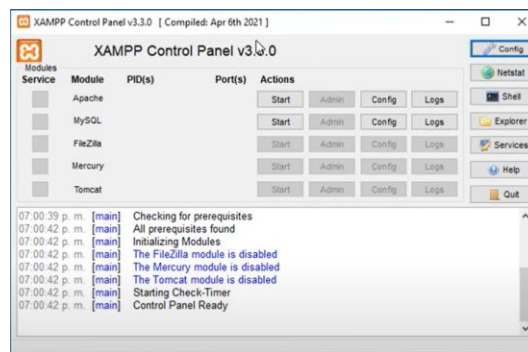 XAMPP Control Panel v3.3.0 [ Compiled: Apr 6th 2021 ]
XAMPP Control Panel v3.3.0
Config
Modules
Service Module PID(s) Port(s) Actions
Netstat
Apache Start Admin Config Logs
Shell
MySQL Start Admin Config Logs
Explorer
FileZilla Start Admin Config Logs
Services
Mercury Start Admin Config Logs
Help
Tomcat Start Admin Config Logs
Quit
07:00:39 p. m. [main] Checking for prerequisites
07:00:42 p. m. [main] All prerequisites found
07:00:42 p. m. [main] Initializing Modules
07:00:42 p. m. [main] The FileZilla module is disabled
07:00:42 p. m. [main] The Mercury module is disabled
07:00:42 p. m. [main] The Tomcat module is disabled
07:00:42 p. m. [main] Starting Check-Timer
07:00:42 p. m. [main] Control Panel Ready